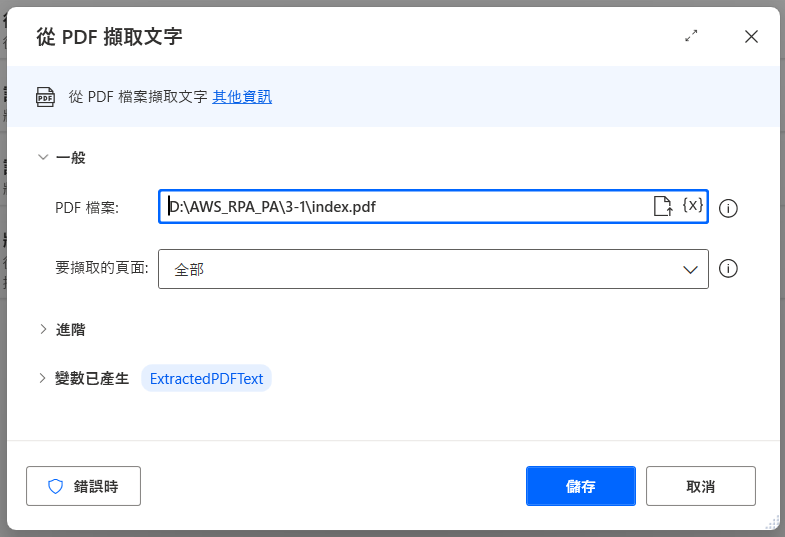 從 PDF 擷取文字
PDF 從 PDF 檔案擷取文字 其他資訊
一般
PDF 檔案: D:\AWS_RPA_PA\3-1\index.pdf {x}
要擷取的頁面: 全部
進階
變數已產生 ExtractedPDFText
錯誤時 儲存 取消